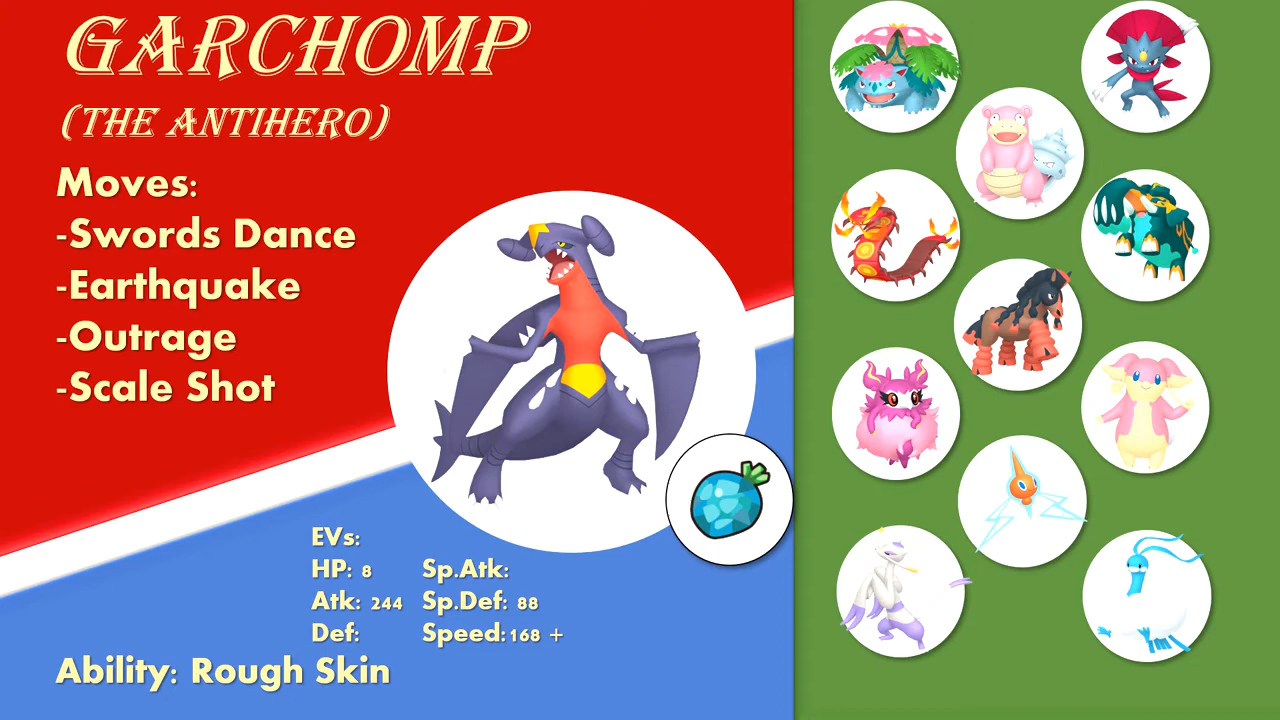 GARCHOMP
(THE ANTIHERO)
Moves:
-Swords Dance
-Earthquake
-Outrage
-Scale Shot
EVs:
HP: 8 Sp.Atk:
Atk: 244 Sp.Def: 88
Def: Speed:168 +
Ability: Rough Skin